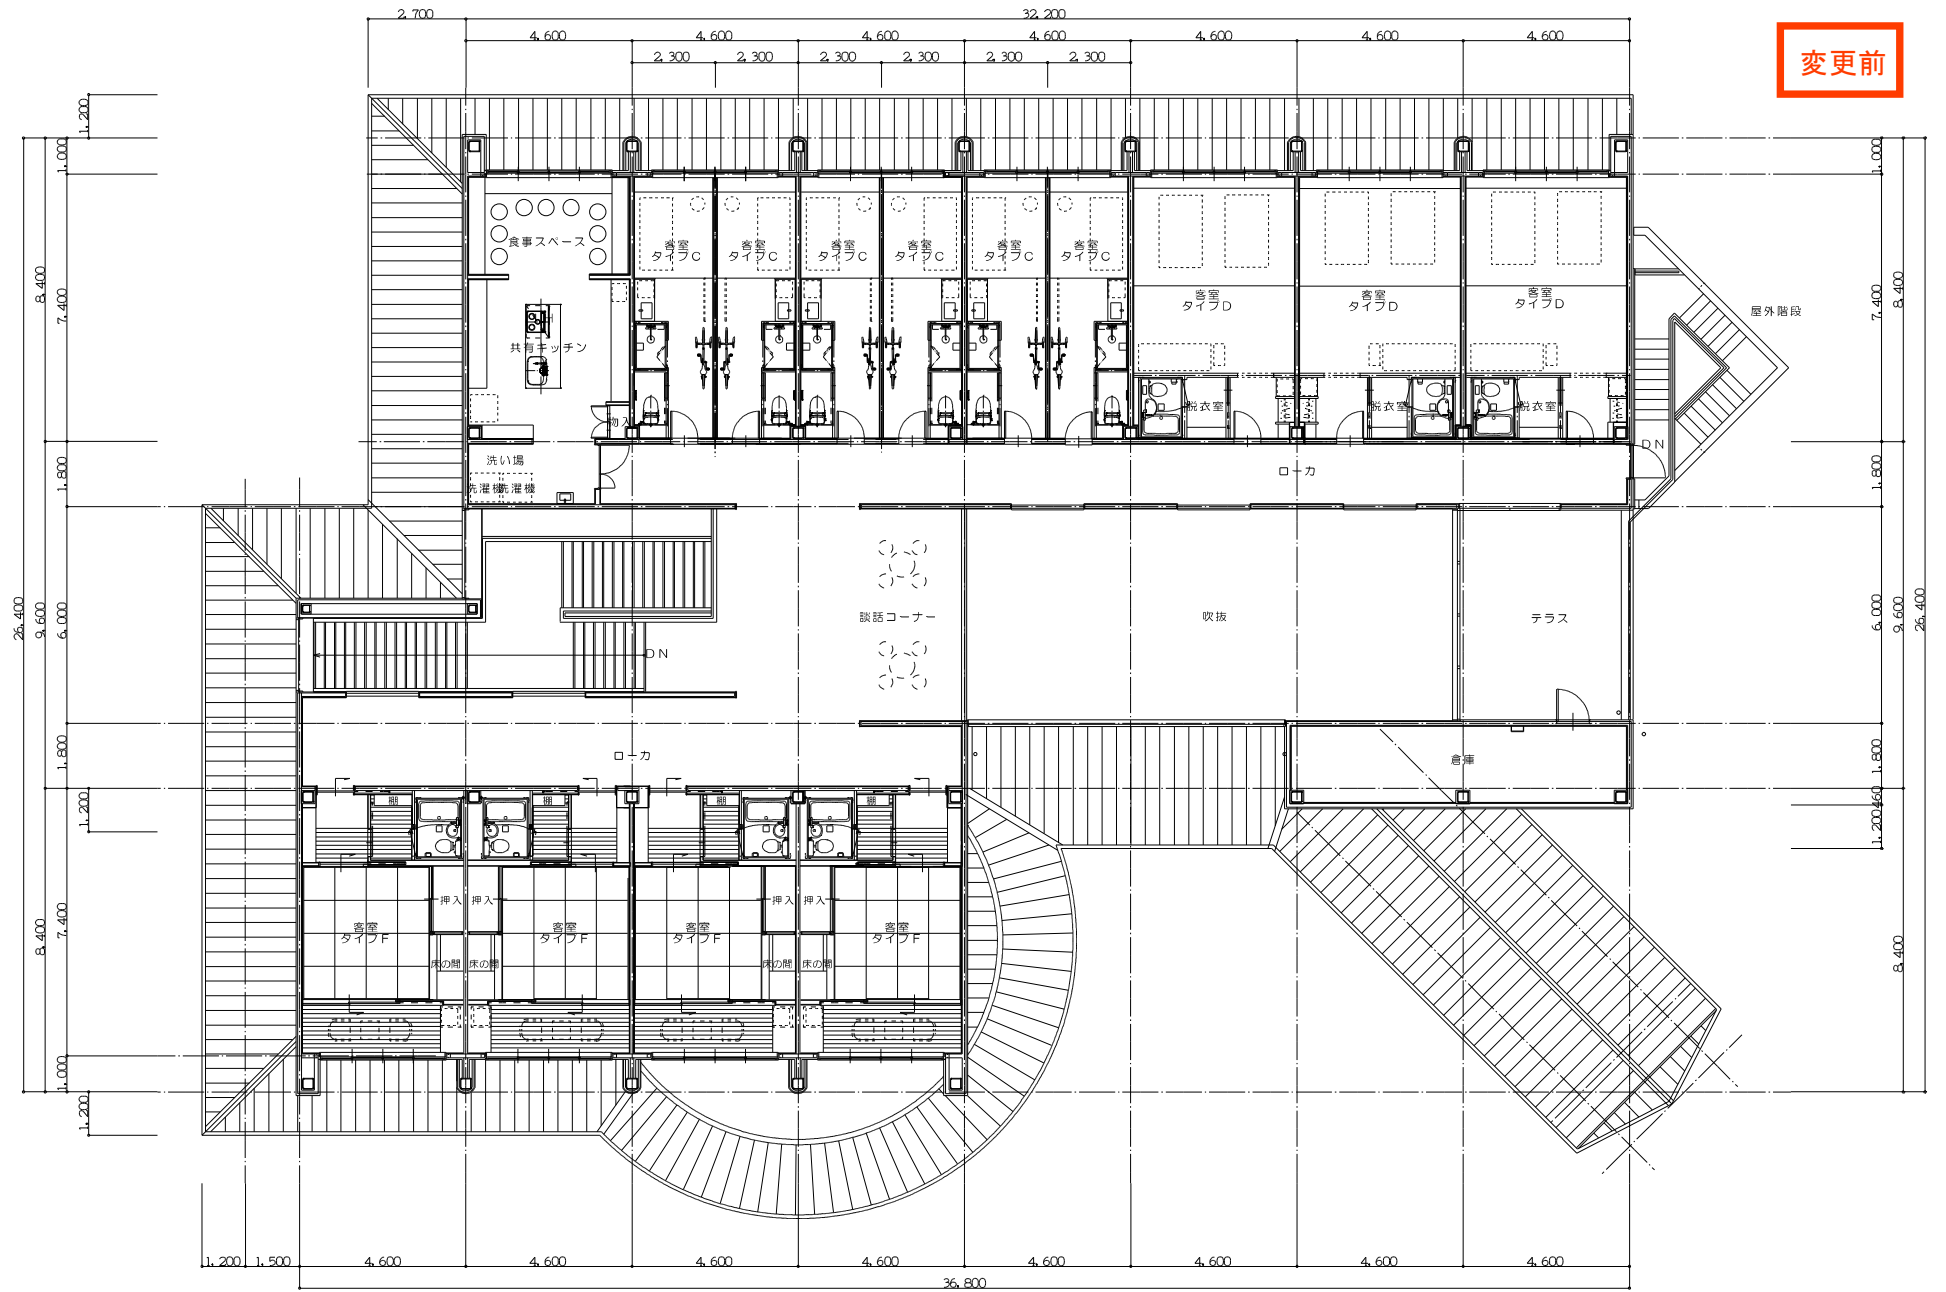 2,700
32,200
4,600
4,600
4,600
4,600
4,600
4,600
4,600
2,300
2,300
2,300
2,300
2,300
2,300
変更前
1,200
1,000
8,400
7,400
1,800
26,400
9,600
6,000
1,800
1,200
8,400
7,400
1,000
1,200
食事スペース
客室
タイプC
客室
タイプC
客室
タイプC
客室
タイプC
客室
タイプC
客室
タイプC
客室
タイプD
客室
タイプD
客室
タイプD
屋外階段
共有キッチン
物入
脱衣室
脱衣室
脱衣室
DN
洗い場
洗濯機
洗濯機
ローカ
談話コーナー
吹抜
テラス
DN
ローカ
倉庫
棚
棚
棚
棚
押入
押入
押入
押入
客室
タイプF
客室
タイプF
客室
タイプF
客室
タイプF
床の間
床の間
床の間
床の間
1,000
7,400
8,400
1,800
6,000
9,600
26,400
1,800
460
1,200
8,400
1,200
1,500
4,600
4,600
4,600
4,600
4,600
4,600
4,600
4,600
36,800